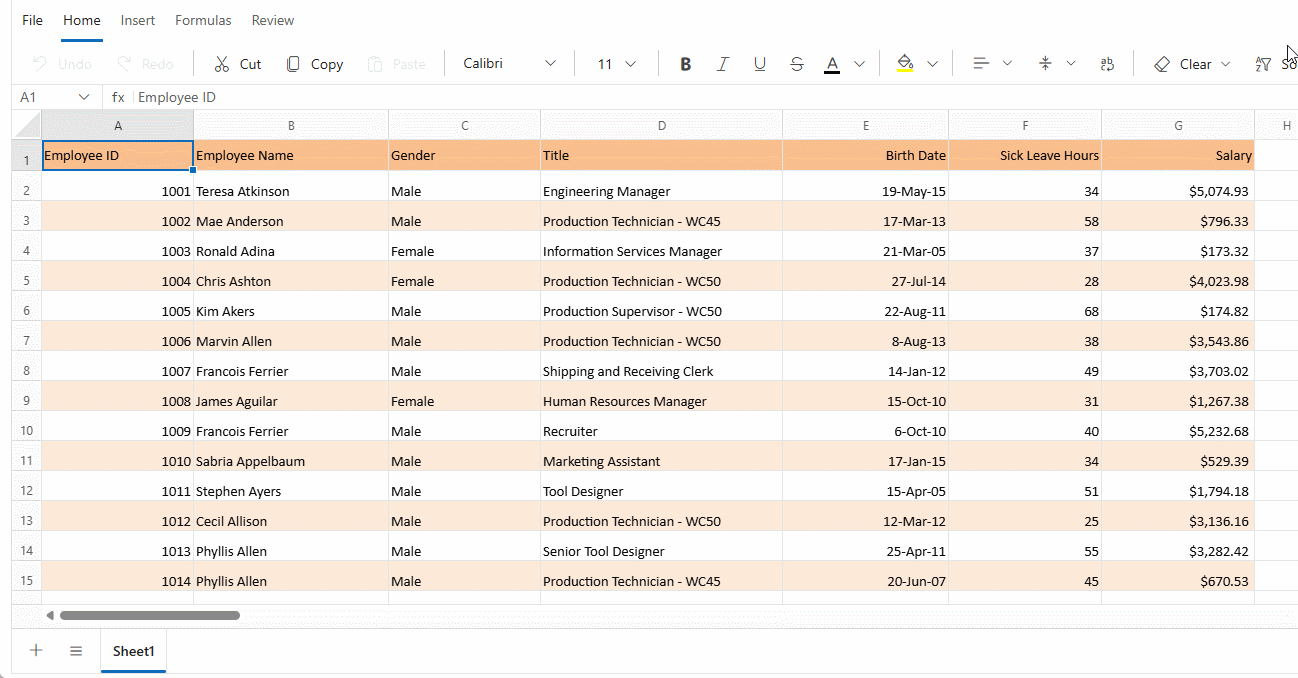 File Home Insert Formulas Review
Undo Redo Cut Copy Paste Calibri 11 B I U S A ab Clear So
A1 fx Employee ID
A B C D E F G H
1 Employee ID Employee Name Gender Title Birth Date Sick Leave Hours Salary
2 1001 Teresa Atkinson Male Engineering Manager 19-May-15 34 $5,074.93
3 1002 Mae Anderson Male Production Technician - WC45 17-Mar-13 58 $796.33
4 1003 Ronald Adina Female Information Services Manager 21-Mar-05 37 $173.32
5 1004 Chris Ashton Female Production Technician - WC50 27-Jul-14 28 $4,023.98
6 1005 Kim Akers Male Production Supervisor - WC50 22-Aug-11 68 $174.82
7 1006 Marvin Allen Male Production Technician - WC50 8-Aug-13 38 $3,543.86
8 1007 Francois Ferrier Male Shipping and Receiving Clerk 14-Jan-12 49 $3,703.02
9 1008 James Aguilar Female Human Resources Manager 15-Oct-10 31 $1,267.38
10 1009 Francois Ferrier Male Recruiter 6-Oct-10 40 $5,232.68
11 1010 Sabria Appelbaum Male Marketing Assistant 17-Jan-15 34 $529.39
12 1011 Stephen Ayers Male Tool Designer 15-Apr-05 51 $1,794.18
13 1012 Cecil Allison Male Production Technician - WC50 12-Mar-12 25 $3,136.16
14 1013 Phyllis Allen Male Senior Tool Designer 25-Apr-11 55 $3,282.42
15 1014 Phyllis Allen Male Production Technician - WC45 20-Jun-07 45 $670.53
Sheet1